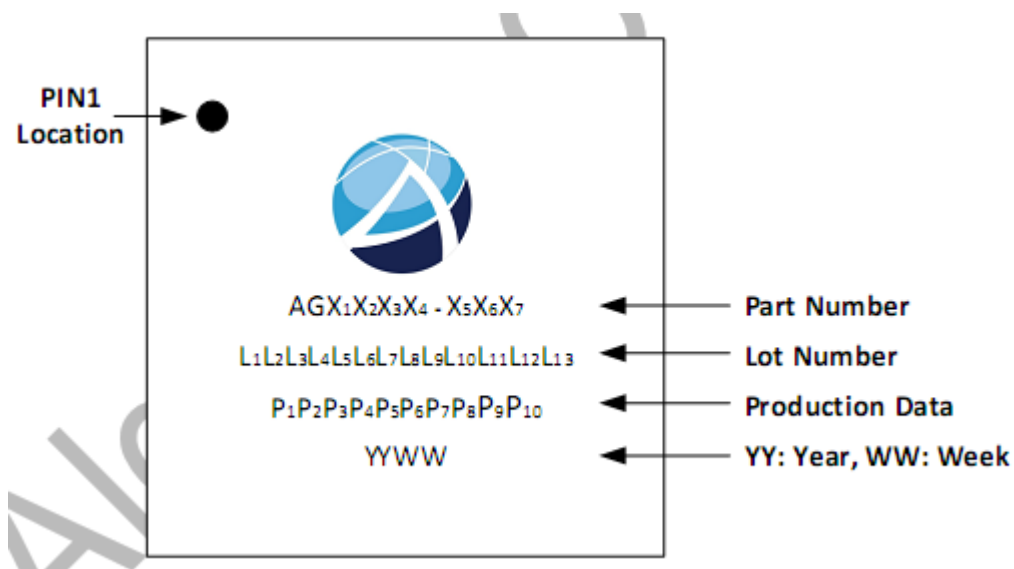 PIN1
Location
AGX₁X₂X₃X₄ - X₅X₆X₇
Part Number
L₁L₂L₃L₄L₅L₆L₇L₈L₉L₁₀L₁₁L₁₂L₁₃
Lot Number
P₁P₂P₃P₄P₅P₆P₇P₈P₉P₁₀
Production Data
YYWW
YY: Year, WW: Week